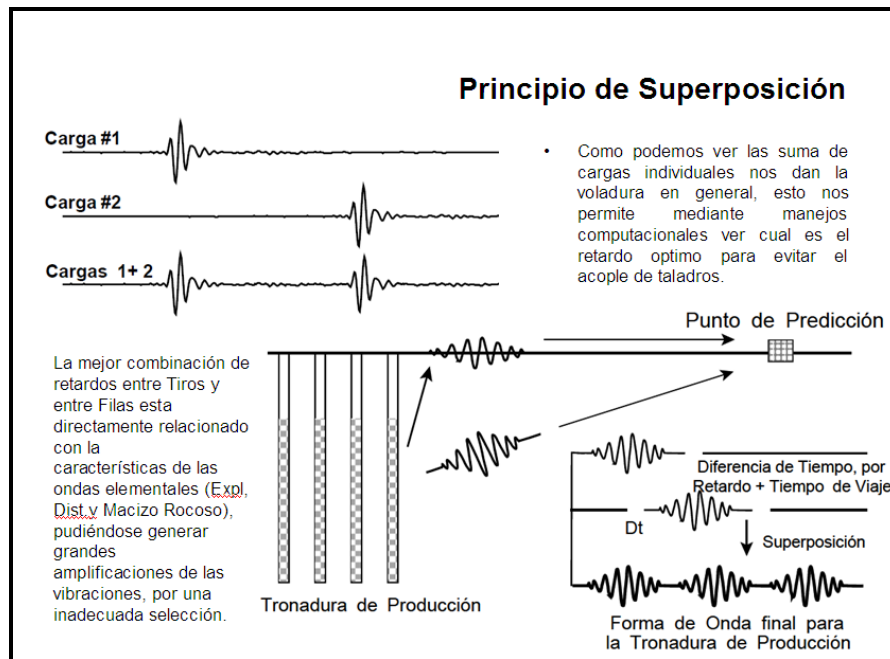 Principio de Superposición
Carga #1
Carga #2
Cargas 1+ 2
• Como podemos ver las suma de
cargas individuales nos dan la
voladura en general, esto nos
permite mediante manejos
computacionales ver cual es el
retardo optimo para evitar el
acople de taladros.
La mejor combinación de
retardos entre Tiros y
entre Filas esta
directamente relacionado
con la
características de las
ondas elementales (Expl,
Dist.y Macizo Rocoso),
pudiéndose generar
grandes
amplificaciones de las
vibraciones, por una
inadecuada selección.
Punto de Predicción
Tronadura de Producción
Diferencia de Tiempo, por
Retardo + Tiempo de Viaje
Dt
Superposición
Forma de Onda final para
la Tronadura de Producción